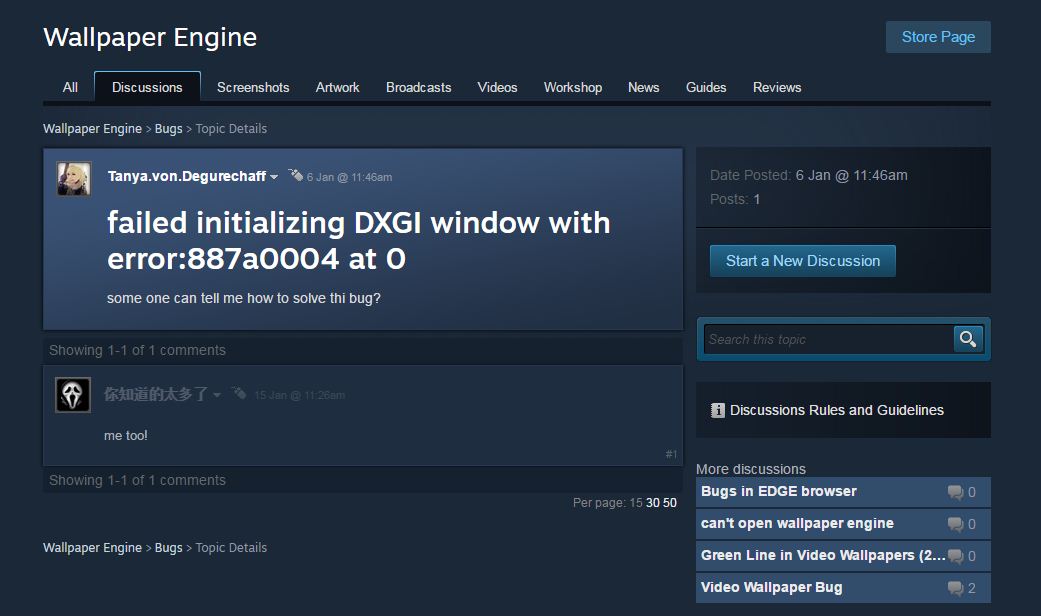 Wallpaper Engine
Store Page
All Discussions Screenshots Artwork Broadcasts Videos Workshop News Guides Reviews
Wallpaper Engine > Bugs > Topic Details
Tanya.von.Degurechaff 6 Jan @ 11:46am
failed initializing DXGI window with
error:887a0004 at 0
some one can tell me how to solve thi bug?
Showing 1-1 of 1 comments
你知道的太多了 15 Jan @ 11:26am
me too!
#1
Showing 1-1 of 1 comments
Per page: 15 30 50
Wallpaper Engine > Bugs > Topic Details
Date Posted: 6 Jan @ 11:46am
Posts: 1
Start a New Discussion
Search this topic
Discussions Rules and Guidelines
More discussions
Bugs in EDGE browser 0
can't open wallpaper engine 0
Green Line in Video Wallpapers (2... 0
Video Wallpaper Bug 2